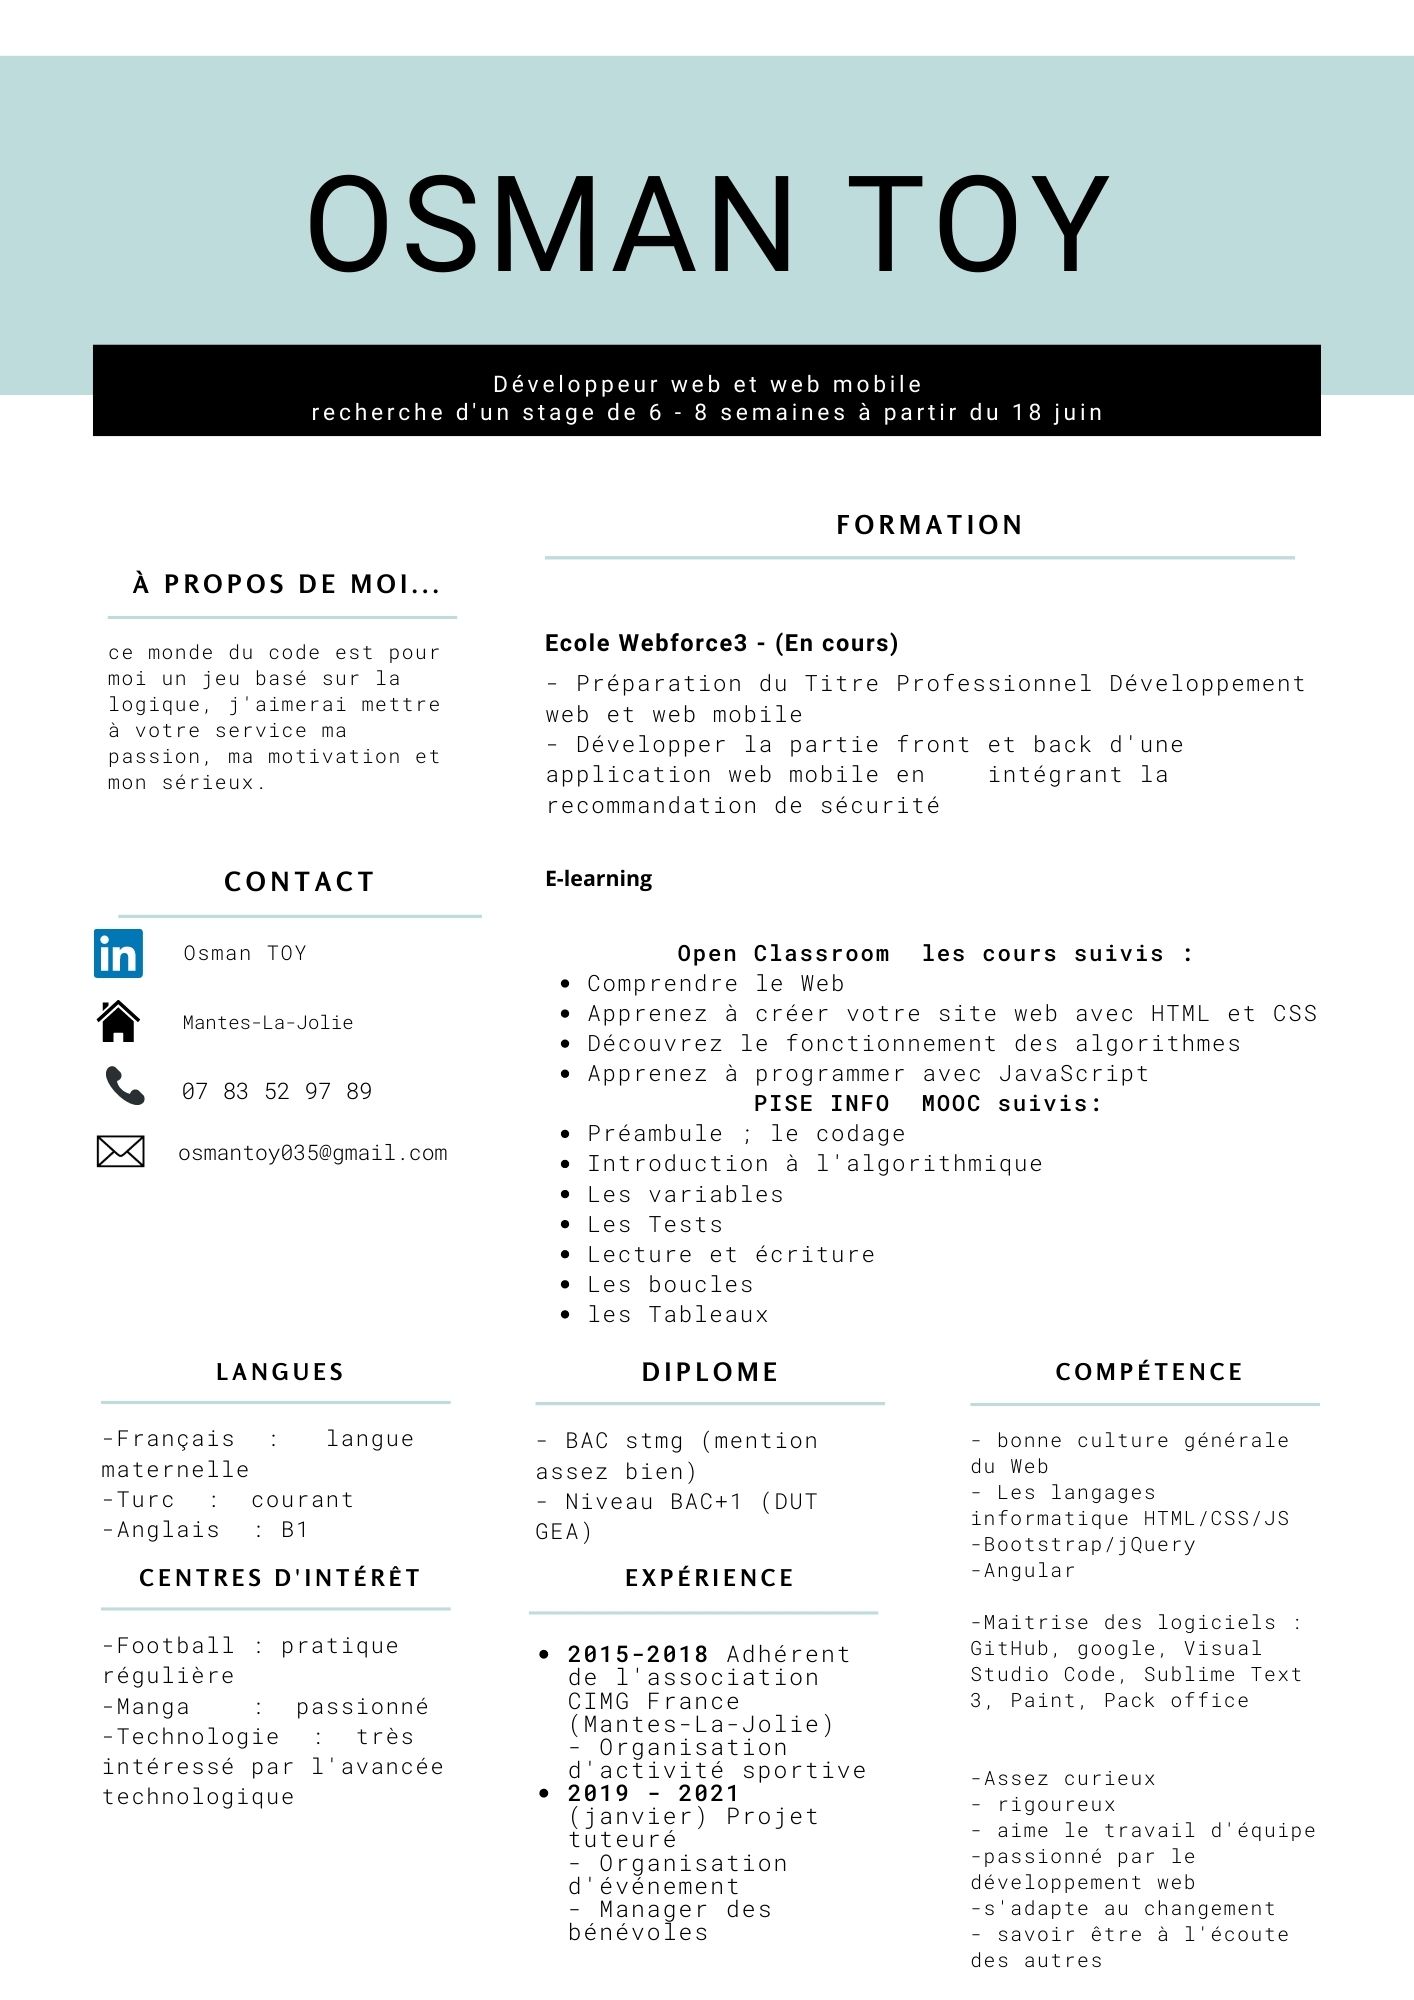 OSMAN TOY
Développeur web et web mobile
recherche d'un stage de 6 - 8 semaines à partir du 18 juin
À PROPOS DE MOI...
ce monde du code est pour
moi un jeu basé sur la
logique, j'aimerai mettre
à votre service ma
passion, ma motivation et
mon sérieux.
CONTACT
in
Osman TOY
Mantes-La-Jolie
07 83 52 97 89
osmantoy035@gmail.com
FORMATION
Ecole Webforce3 - (En cours)
- Préparation du Titre Professionnel Développement
web et web mobile
- Développer la partie front et back d'une
application web mobile en    intégrant la
recommandation de sécurité
E-learning
Open Classroom  les cours suivis :
• Comprendre le Web
• Apprenez à créer votre site web avec HTML et CSS
• Découvrez le fonctionnement des algorithmes
• Apprenez à programmer avec JavaScript
PISE INFO  MOOC suivis:
• Préambule ; le codage
• Introduction à l'algorithmique
• Les variables
• Les Tests
• Lecture et écriture
• Les boucles
• les Tableaux
LANGUES
-Français  :   langue
maternelle
-Turc  :  courant
-Anglais  : B1
CENTRES D'INTÉRÊT
-Football : pratique
régulière
-Manga    :  passionné
-Technologie  :  très
intéressé par l'avancée
technologique
DIPLOME
- BAC stmg (mention
assez bien)
- Niveau BAC+1 (DUT
GEA)
EXPÉRIENCE
• 2015-2018 Adhérent
de l'association
CIMG France
(Mantes-La-Jolie)
- Organisation
d'activité sportive
• 2019 - 2021
(janvier) Projet
tuteuré
- Organisation
d'événement
- Manager des
bénévoles
COMPÉTENCE
- bonne culture générale
du Web
- Les langages
informatique HTML/CSS/JS
-Bootstrap/jQuery
-Angular
-Maitrise des logiciels :
GitHub, google, Visual
Studio Code, Sublime Text
3, Paint, Pack office
-Assez curieux
- rigoureux
- aime le travail d'équipe
-passionné par le
développement web
-s'adapte au changement
- savoir être à l'écoute
des autres